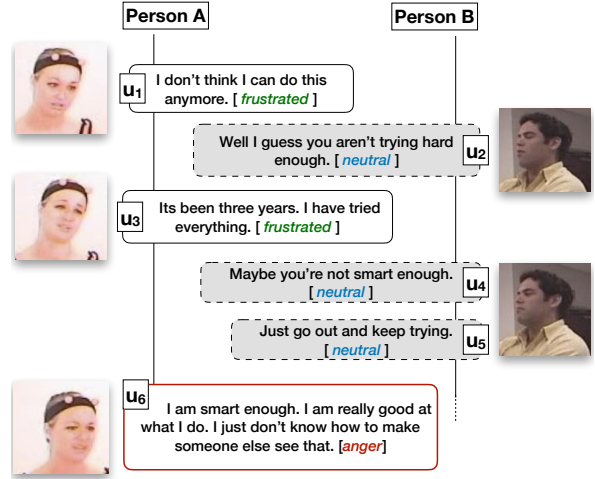 Person A
Person B
u1
I don't think I can do this
anymore. [ frustrated ]
Well I guess you aren't trying hard
enough. [ neutral ]
u2
u3
Its been three years. I have tried
everything. [ frustrated ]
Maybe you're not smart enough.
[ neutral ]
u4
Just go out and keep trying.
[ neutral ]
u5
u6
I am smart enough. I am really good at
what I do. I just don't know how to make
someone else see that. [anger]